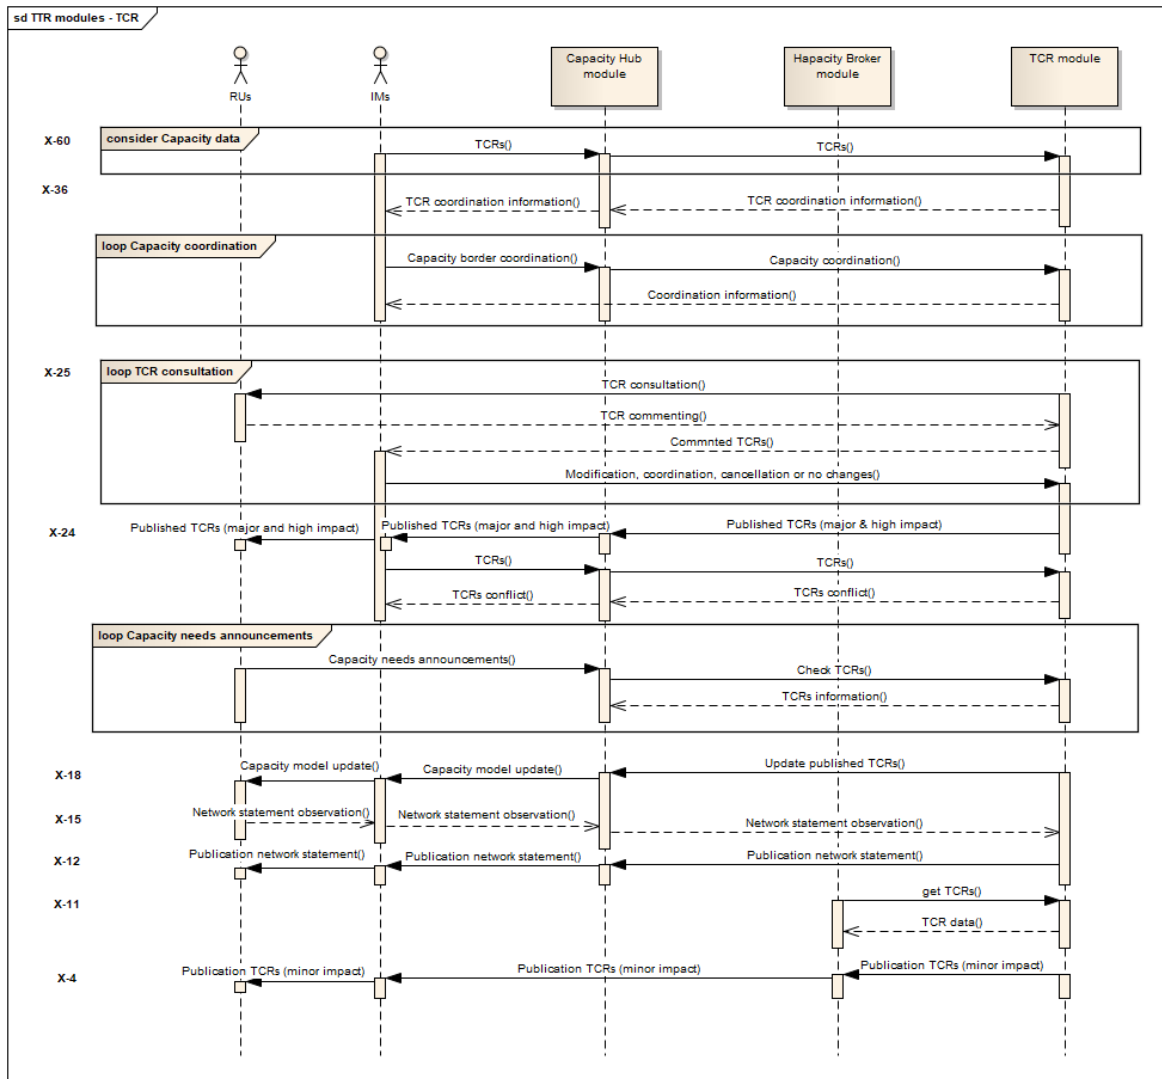 sd TTR modules - TCR
RUs
IMs
Capacity Hub
module
Hapacity Broker
module
TCR module
X-60
consider Capacity data
TCRs()
TCRs()
X-36
TCR coordination information()
TCR coordination information()
loop Capacity coordination
Capacity border coordination()
Capacity coordination()
Coordination information()
X-25
loop TCR consultation
TCR consultation()
TCR commenting()
Commnted TCRs()
Modification, coordination, cancellation or no changes()
X-24
Published TCRs (major and high impact)
Published TCRs (major and high impact)
Published TCRs (major & high impact)
TCRs()
TCRs()
TCRs conflict()
TCRs conflict()
loop Capacity needs announcements
Capacity needs announcements()
Check TCRs()
TCRs information()
X-18
Capacity model update()
Capacity model update()
Update published TCRs()
X-15
Network statement observation()
Network statement observation()
Network statement observation()
X-12
Publication network statement()
Publication network statement()
Publication network statement()
X-11
get TCRs()
TCR data()
X-4
Publication TCRs (minor impact)
Publication TCRs (minor impact)
Publication TCRs (minor impact)